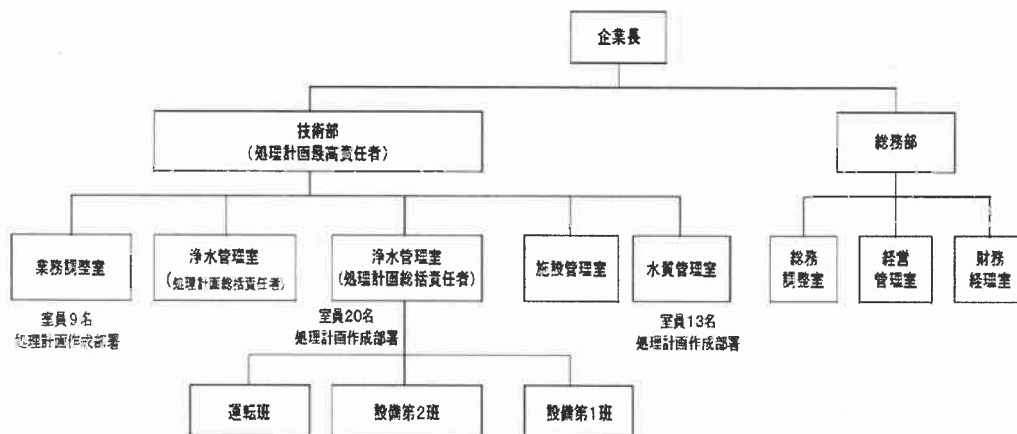 企業長
技術部
(処理計画最高責任者)
総務部
業務調整室
浄水管理室
(処理計画総括責任者)
浄水管理室
(処理計画総括責任者)
施設管理室
水質管理室
総務
調整室
経営
管理室
財務
経理室
室員9名
処理計画作成部署
室員20名
処理計画作成部署
室員13名
処理計画作成部署
運転班
設備第2班
設備第1班